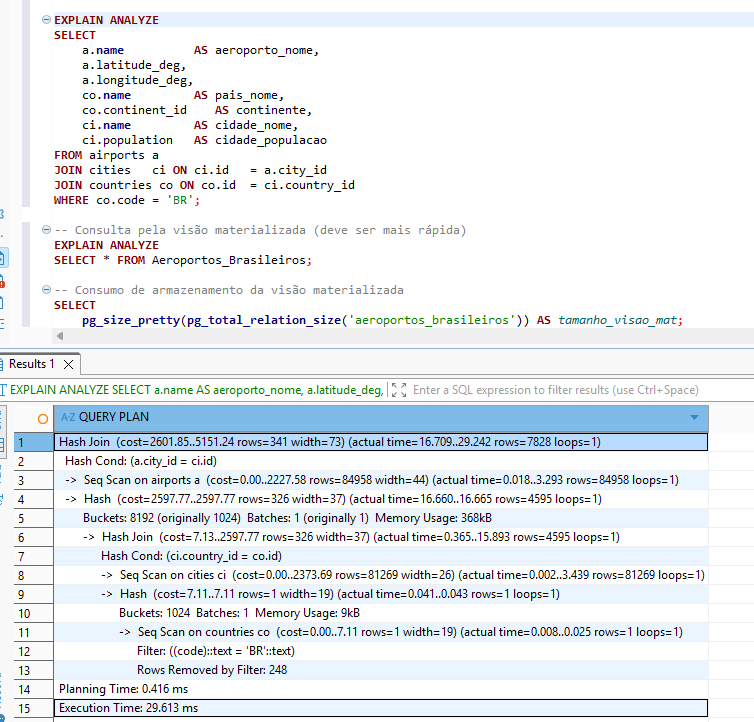 EXPLAIN ANALYZE
SELECT
a.name AS aeroporto_nome,
a.latitude_deg,
a.longitude_deg,
co.name AS pais_nome,
co.continent_id AS continente,
ci.name AS cidade_nome,
ci.population AS cidade_populacao
FROM airports a
JOIN cities ci ON ci.id = a.city_id
JOIN countries co ON co.id = ci.country_id
WHERE co.code = 'BR';
-- Consulta pela visão materializada (deve ser mais rápida)
EXPLAIN ANALYZE
SELECT * FROM Aeroportos_Brasileiros;
-- Consumo de armazenamento da visão materializada
SELECT
pg_size_pretty(pg_total_relation_size('aeroportos_brasileiros')) AS tamanho_visao_mat;
Results 1
EXPLAIN ANALYZE SELECT a.name AS aeroporto_nome, a.latitude_deg, Enter a SQL expression to filter results (use Ctrl+Space)
A-Z QUERY PLAN
1 Hash Join (cost=2601.85..5151.24 rows=341 width=73) (actual time=16.709..29.242 rows=7828 loops=1)
2 Hash Cond: (a.city_id = ci.id)
3 -> Seq Scan on airports a (cost=0.00..2227.58 rows=84958 width=44) (actual time=0.018..3.293 rows=84958 loops=1)
4 -> Hash (cost=2597.77..2597.77 rows=326 width=37) (actual time=16.660..16.665 rows=4595 loops=1)
5 Buckets: 8192 (originally 1024) Batches: 1 (originally 1) Memory Usage: 368kB
6 -> Hash Join (cost=7.13..2597.77 rows=326 width=37) (actual time=0.365..15.893 rows=4595 loops=1)
7 Hash Cond: (ci.country_id = co.id)
8 -> Seq Scan on cities ci (cost=0.00..2373.69 rows=81269 width=26) (actual time=0.002..3.439 rows=81269 loops=1)
9 -> Hash (cost=7.11..7.11 rows=1 width=19) (actual time=0.041..0.043 rows=1 loops=1)
10 Buckets: 1024 Batches: 1 Memory Usage: 9kB
11 -> Seq Scan on countries co (cost=0.00..7.11 rows=1 width=19) (actual time=0.008..0.025 rows=1 loops=1)
12 Filter: ((code)::text = 'BR'::text)
13 Rows Removed by Filter: 248
14 Planning Time: 0.416 ms
15 Execution Time: 29.613 ms